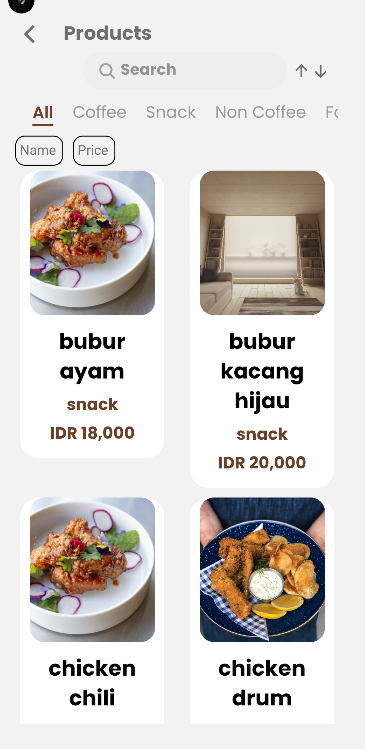 Products
Search
All Coffee Snack Non Coffee
Name Price
bubur
ayam
snack
IDR 18,000
bubur
kacang
hijau
snack
IDR 20,000
chicken
chili
chicken
drum